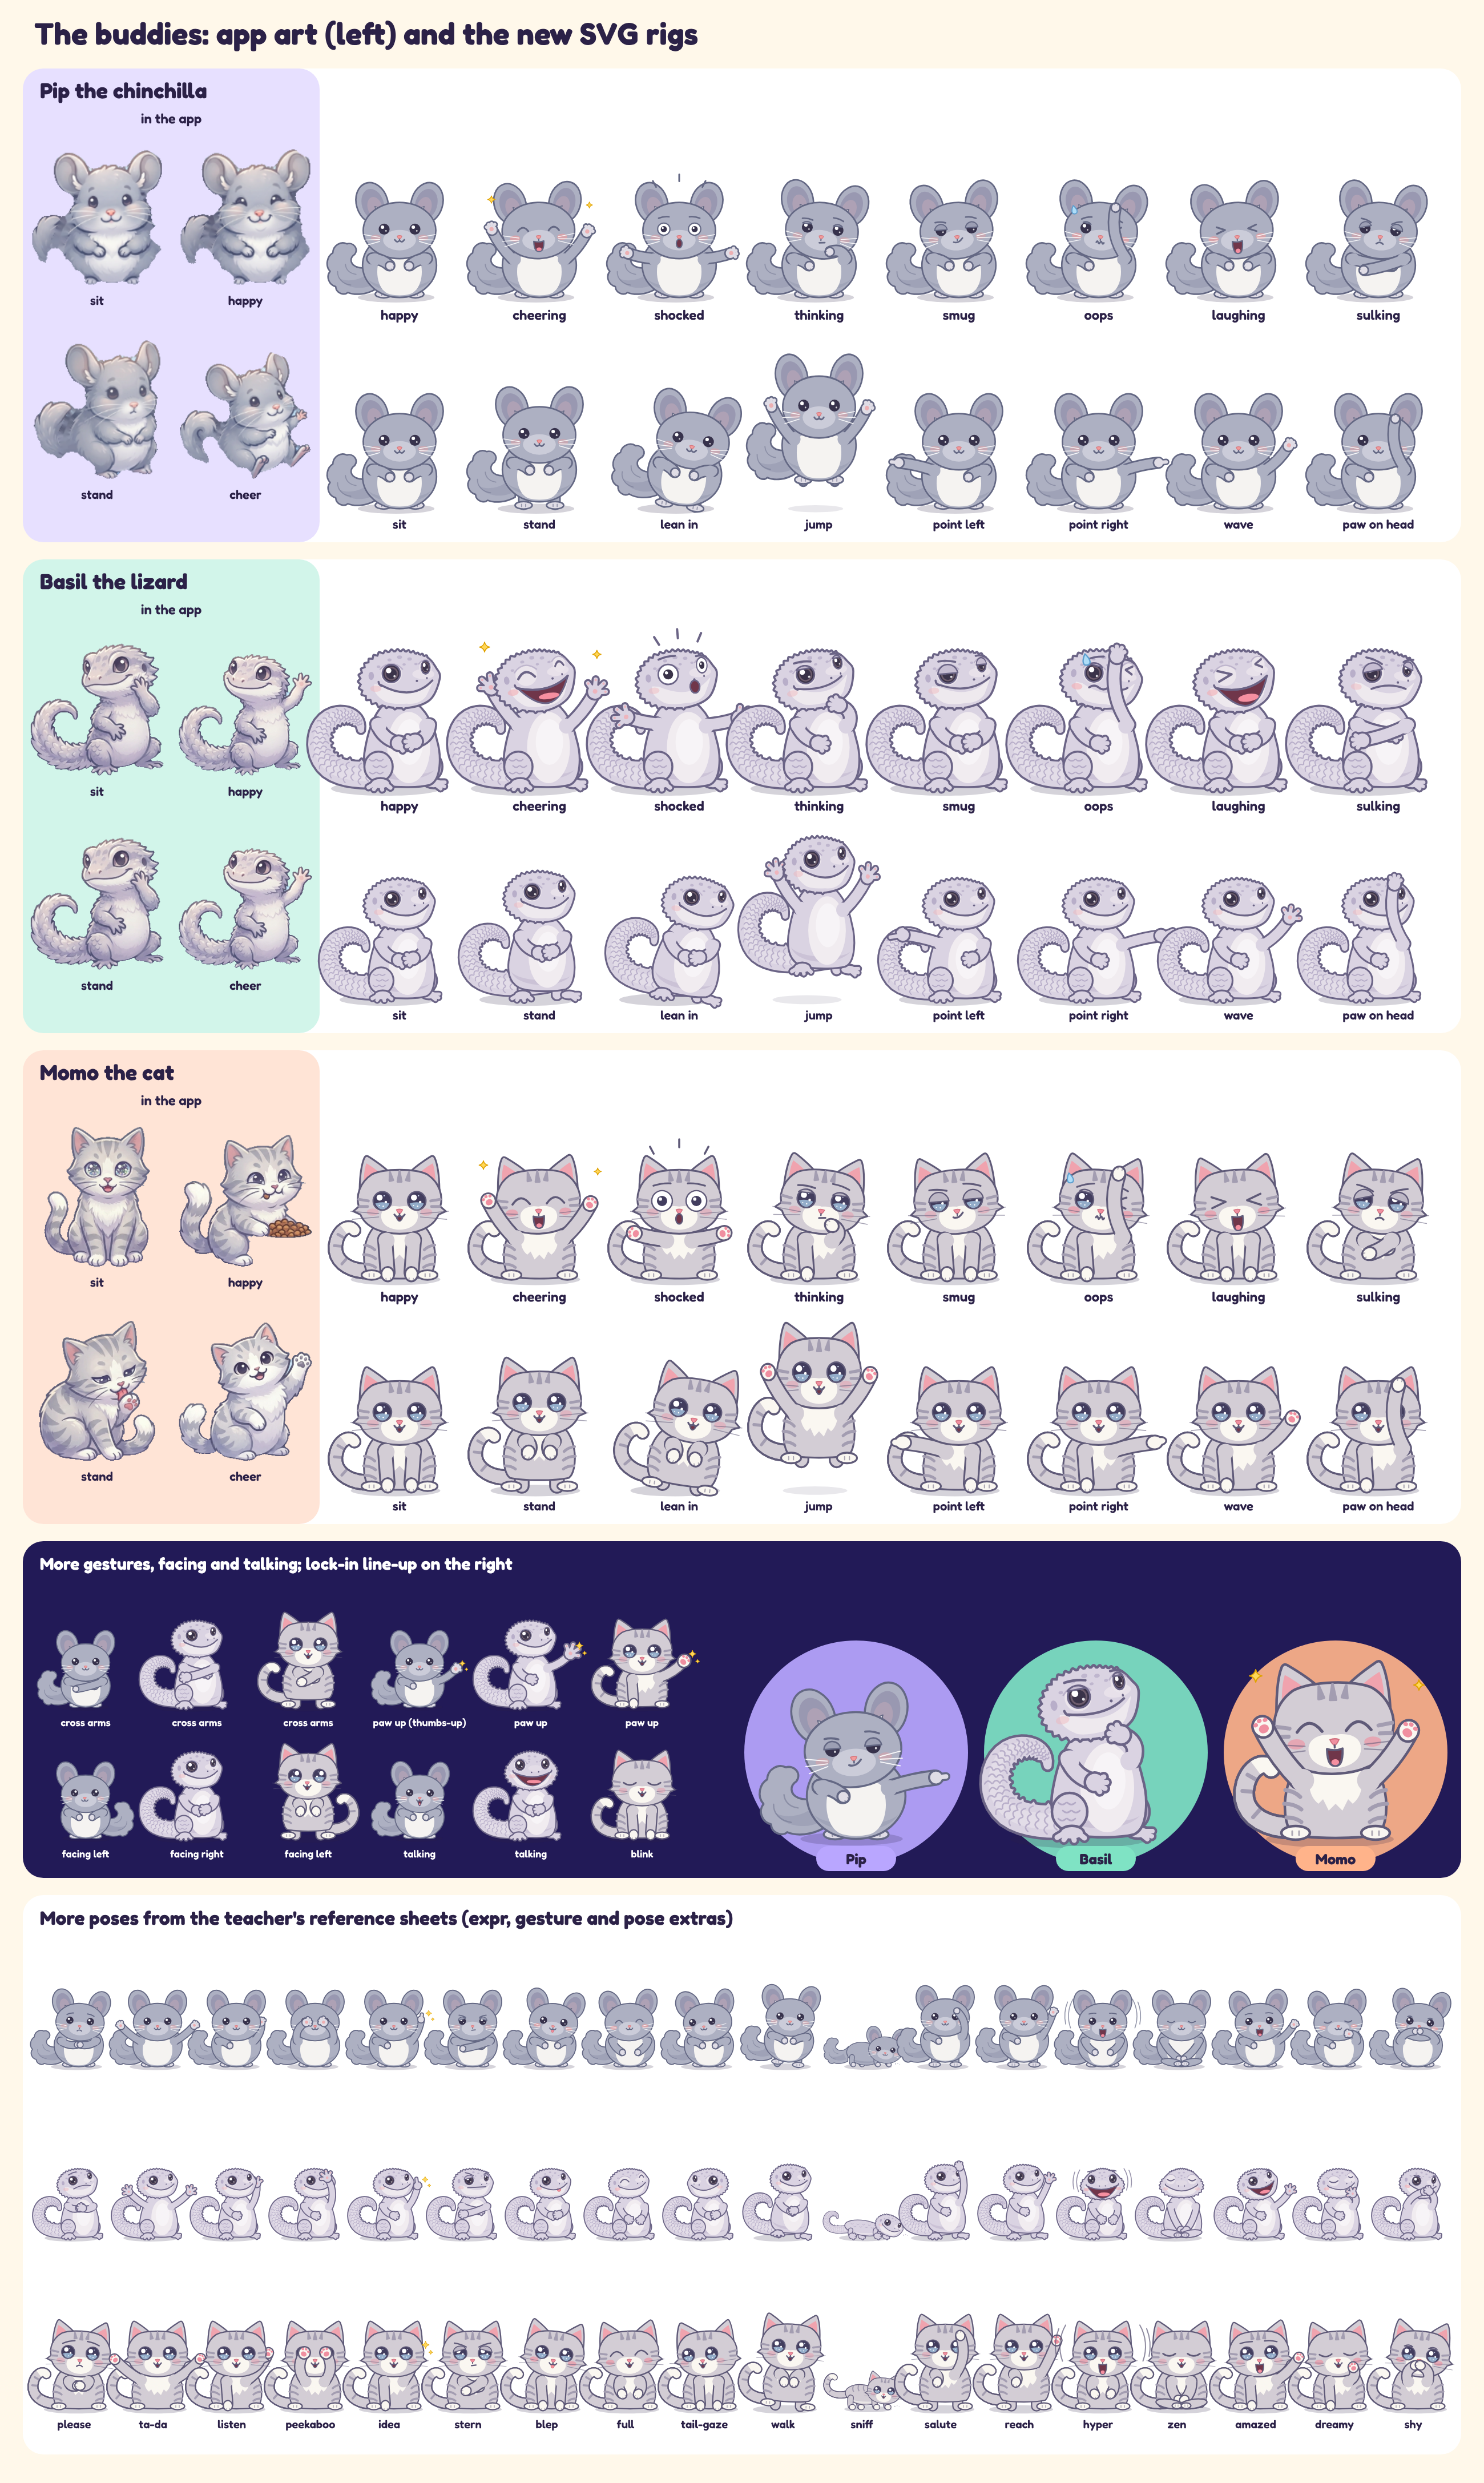 The buddies: app art (left) and the new SVG rigs
Pip the chinchilla
in the app
sit happy
stand cheer
happy cheering shocked thinking smug oops laughing sulking
sit stand lean in jump point left point right wave paw on head
Basil the lizard
in the app
sit happy
stand cheer
happy cheering shocked thinking smug oops laughing sulking
sit stand lean in jump point left point right wave paw on head
Momo the cat
in the app
sit happy
stand cheer
happy cheering shocked thinking smug oops laughing sulking
sit stand lean in jump point left point right wave paw on head
More gestures, facing and talking; lock-in line-up on the right
cross arms cross arms cross arms paw up (thumbs-up) paw up paw up
facing left facing right facing left talking talking blink
Pip Basil Momo
More poses from the teacher's reference sheets (expr, gesture and pose extras)
please ta-da listen peekaboo idea stern blep full tail-gaze walk sniff salute reach hyper zen amazed dreamy shy